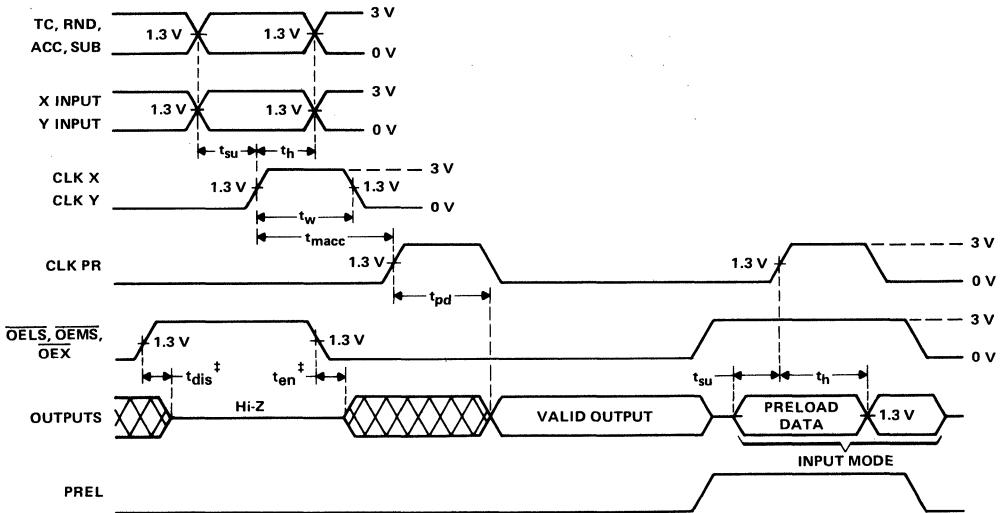 TC, RND,
ACC, SUB
1.3 V
1.3 V
3 V
0 V
X INPUT
Y INPUT
1.3 V
1.3 V
3 V
0 V
tsu
th
CLK X
CLK Y
1.3 V
1.3 V
3 V
0 V
tw
tmacc
CLK PR
1.3 V
1.3 V
3 V
0 V
tpd
OELS, OEMS,
OEX
1.3 V
1.3 V
3 V
0 V
tdis‡
ten‡
tsu
th
OUTPUTS
Hi-Z
VALID OUTPUT
PRELOAD
DATA
1.3 V
INPUT MODE
PREL